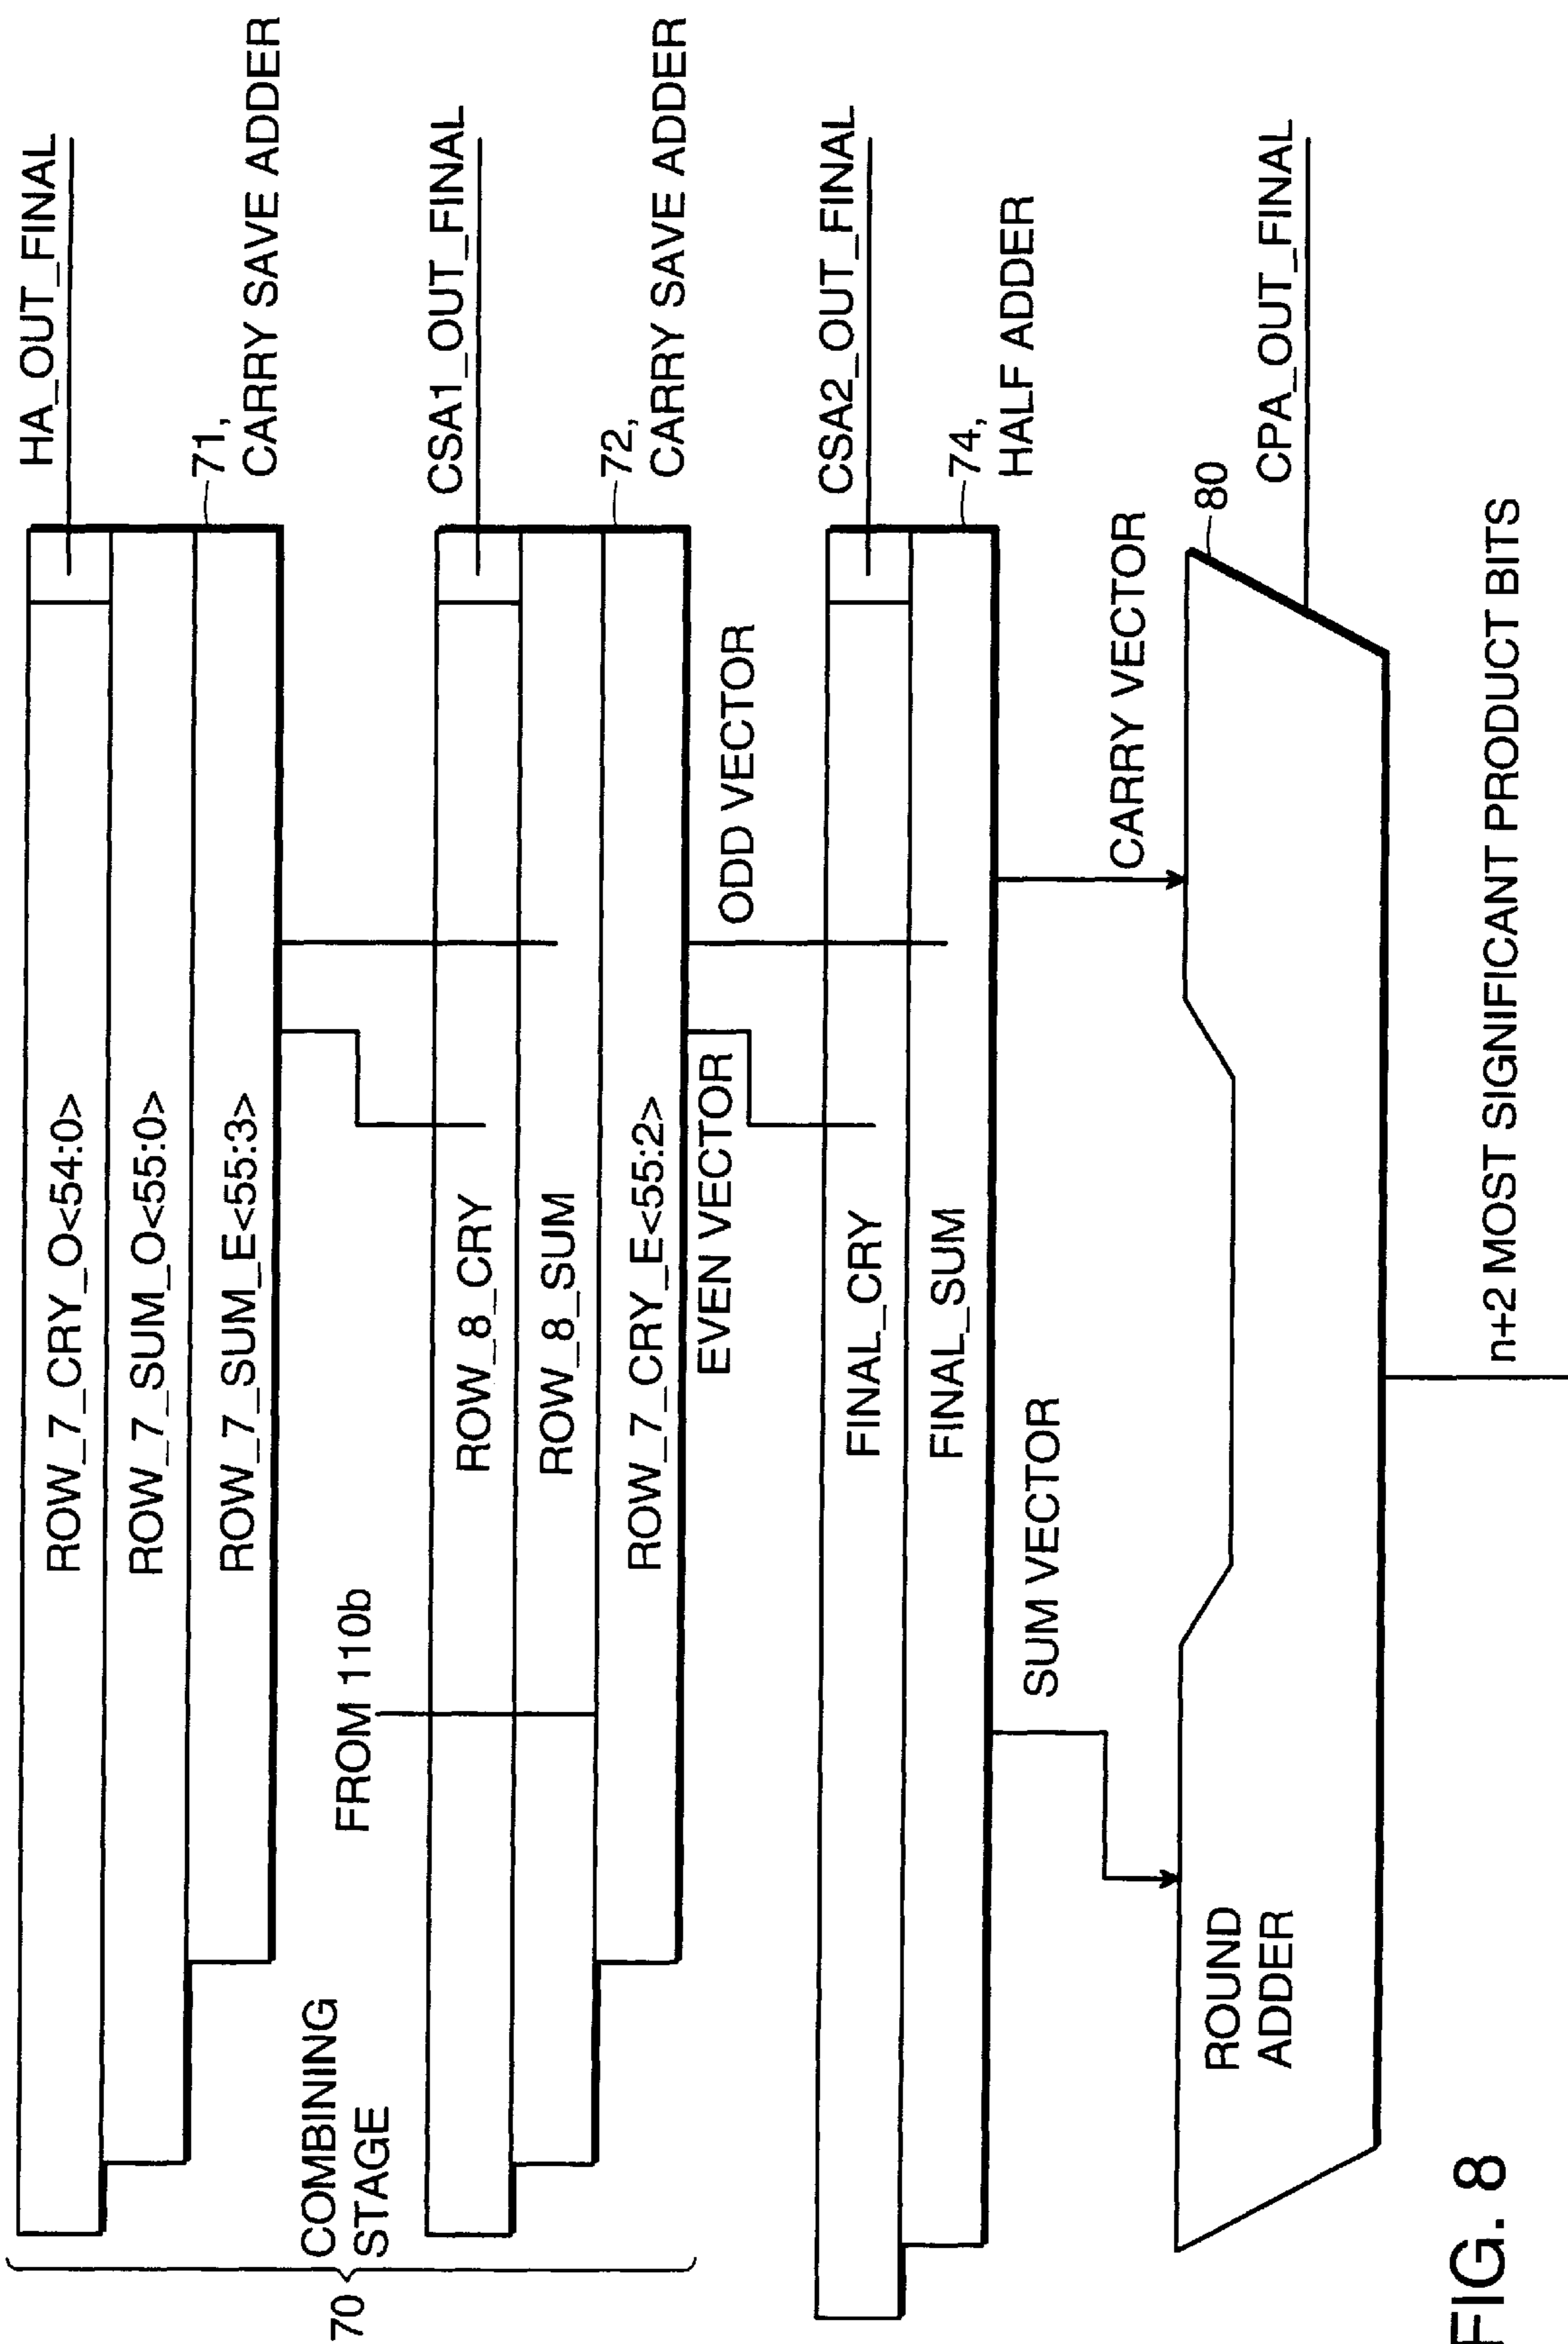 HA_OUT_FINAL
ROW_7_CRY_O<54:0>
ROW_7_SUM_O<55:0>
ROW_7_SUM_E<55:3>
71,
CARRY SAVE ADDER
70
COMBINING
STAGE
FROM 110b
CSA1_OUT_FINAL
ROW_8_CRY
ROW_8_SUM
ROW_7_CRY_E<55:2>
72,
CARRY SAVE ADDER
EVEN VECTOR
ODD VECTOR
CSA2_OUT_FINAL
FINAL_CRY
FINAL_SUM
74,
HALF ADDER
SUM VECTOR
CARRY VECTOR
80
ROUND
ADDER
CPA_OUT_FINAL
n+2 MOST SIGNIFICANT PRODUCT BITS
FIG. 8